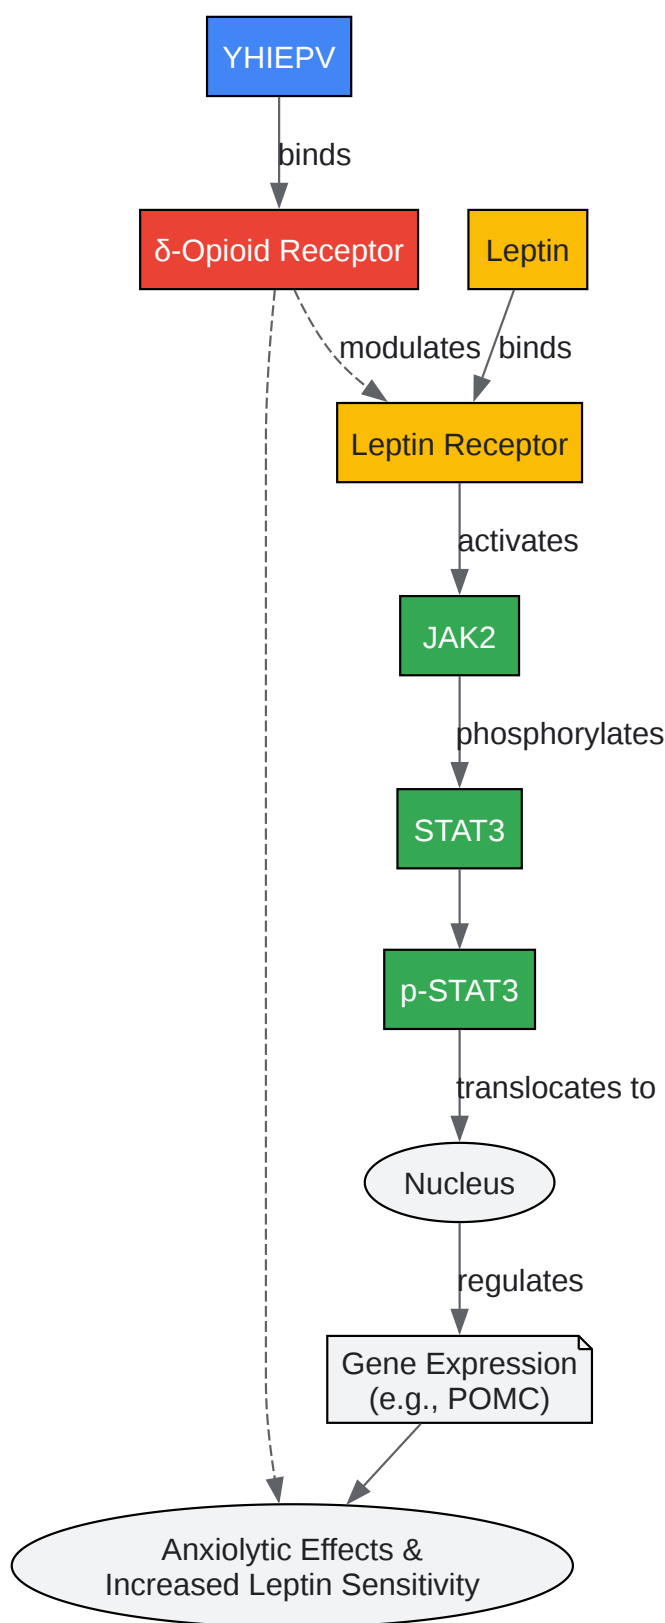 YHIEPV
binds
δ-Opioid Receptor
Leptin
modulates
binds
Leptin Receptor
activates
JAK2
phosphorylates
STAT3
p-STAT3
translocates to
Nucleus
regulates
Gene Expression
(e.g., POMC)
Anxiolytic Effects &
Increased Leptin Sensitivity